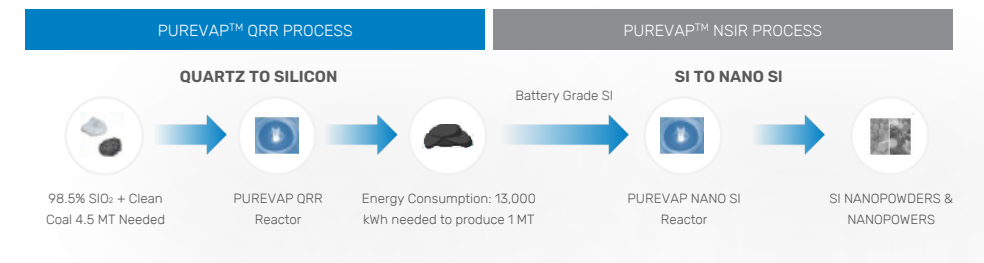 PUREVAP™ QRR PROCESS
PUREVAP™ NSIR PROCESS
QUARTZ TO SILICON
SI TO NANO SI
Battery Grade SI
98.5% SIO₂ + Clean
Coal 4.5 MT Needed
PUREVAP QRR
Reactor
Energy Consumption: 13,000
kWh needed to produce 1 MT
PUREVAP NANO SI
Reactor
SI NANOPOWDERS &
NANOPOWERS